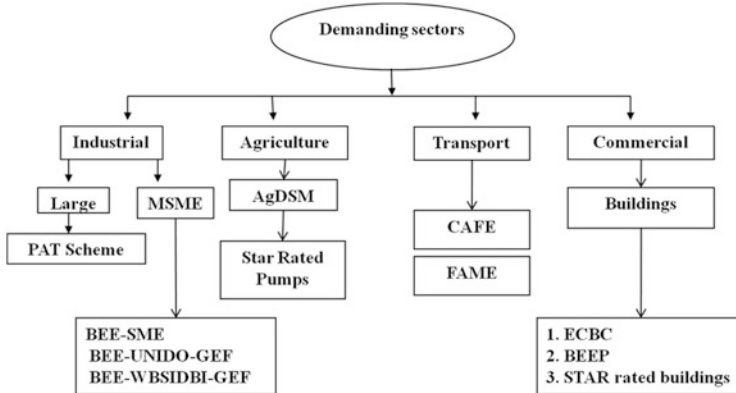 Demanding sectors
Industrial
Agriculture
Transport
Commercial
Large
MSME
AgDSM
Buildings
PAT Scheme
Star Rated
Pumps
CAFE
FAME
BEE-SME
BEE-UNIDO-GEF
BEE-WBSIDBI-GEF
1. ECBC
2. BEEP
3. STAR rated buildings